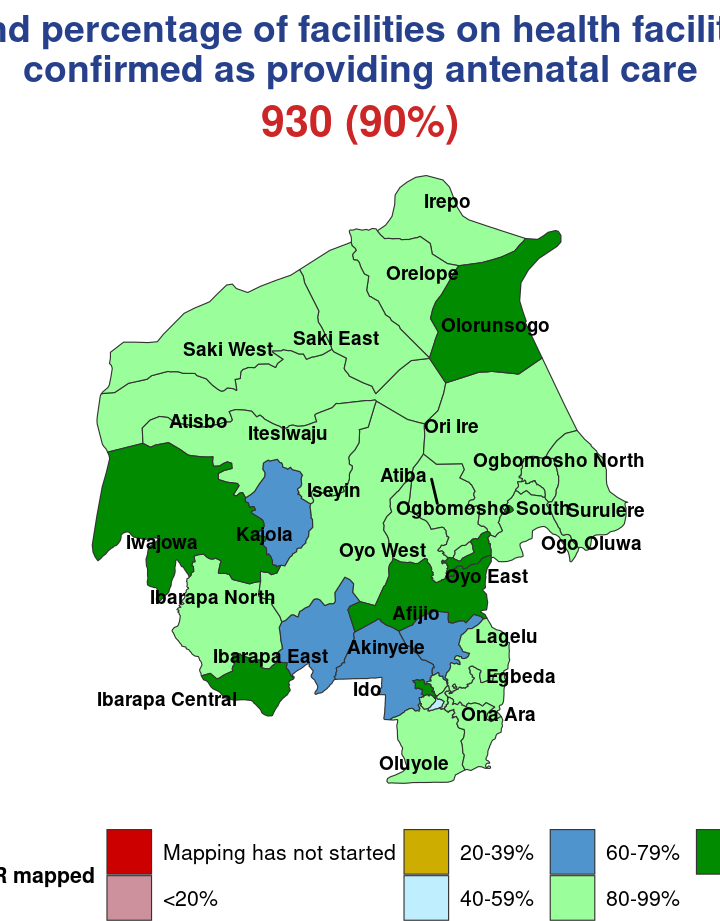 nd percentage of facilities on health facilit
confirmed as providing antenatal care
930 (90%)
Irepo
Orelope
Olorunsogo
Saki East
Saki West
Atisbo
Itesiwaju
Ori Ire
Ogbomosho North
Atiba
Iseyin
Ogbomosho South
Surulere
Kajola
Iwajowa
Oyo West
Ogo Oluwa
Oyo East
Ibarapa North
Afijio
Lagelu
Akinyele
Ibarapa East
Egbeda
Ido
Ibarapa Central
Ona Ara
Oluyole
R mapped
Mapping has not started
20-39%
60-79%
<20%
40-59%
80-99%